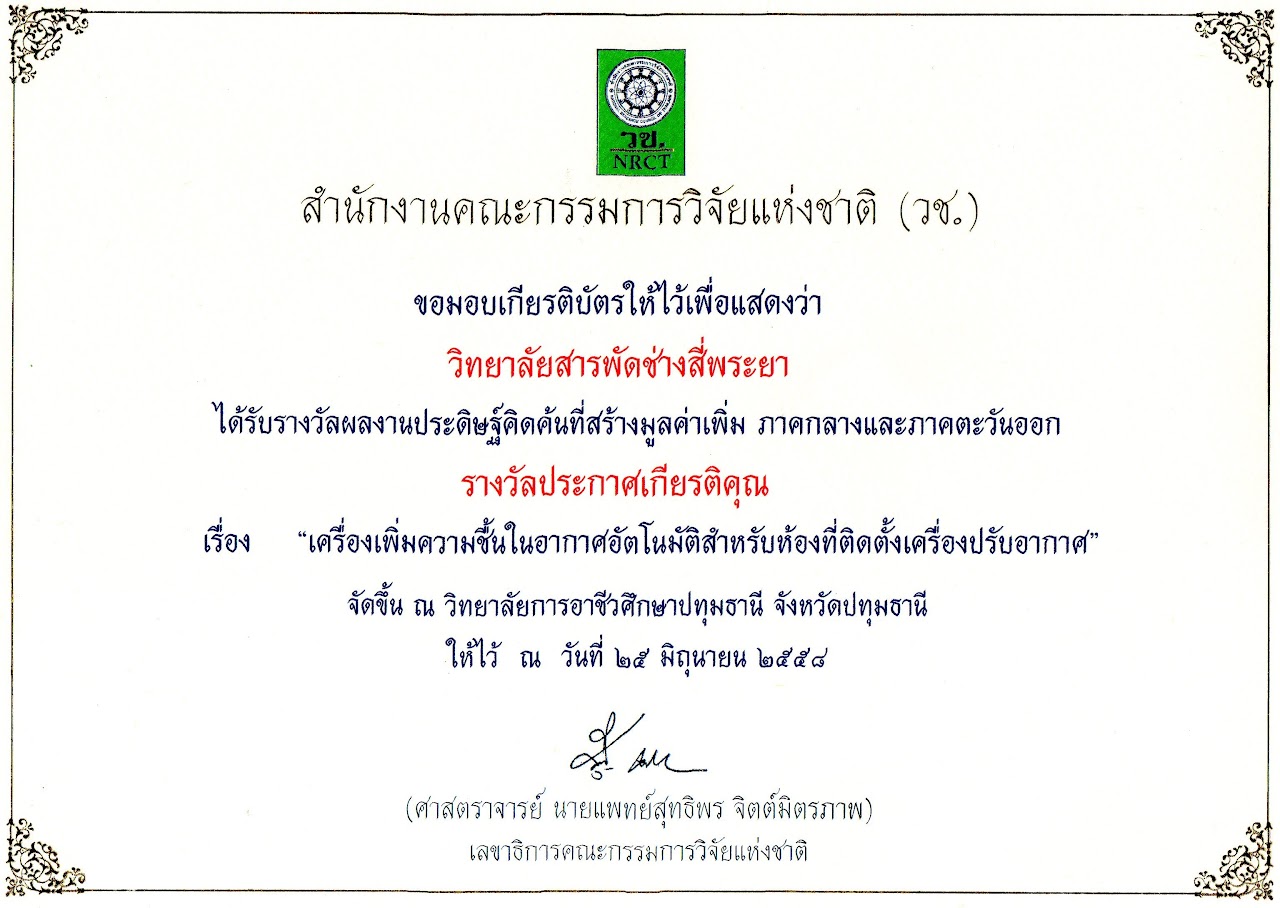 วช.
NRCT
สำนักงานคณะกรรมการวิจัยแห่งชาติ (วช.)
ขอมอบเกียรติบัตรให้ไว้เพื่อแสดงว่า
วิทยาลัยสารพัดช่างสี่พระยา
ได้รับรางวัลผลงานประดิษฐ์คิดค้นที่สร้างมูลค่าเพิ่ม ภาคกลางและภาคตะวันออก
รางวัลประกาศเกียรติคุณ
เรื่อง “เครื่องเพิ่มความชื้นในอากาศอัตโนมัติสำหรับห้องที่ติดตั้งเครื่องปรับอากาศ”
จัดขึ้น ณ วิทยาลัยการอาชีวศึกษาปทุมธานี จังหวัดปทุมธานี
ให้ไว้ ณ วันที่ ๒๕ มิถุนายน ๒๕๕๘
(ศาสตราจารย์ นายแพทย์สุทธิพร จิตต์มิตรภาพ)
เลขาธิการคณะกรรมการวิจัยแห่งชาติ